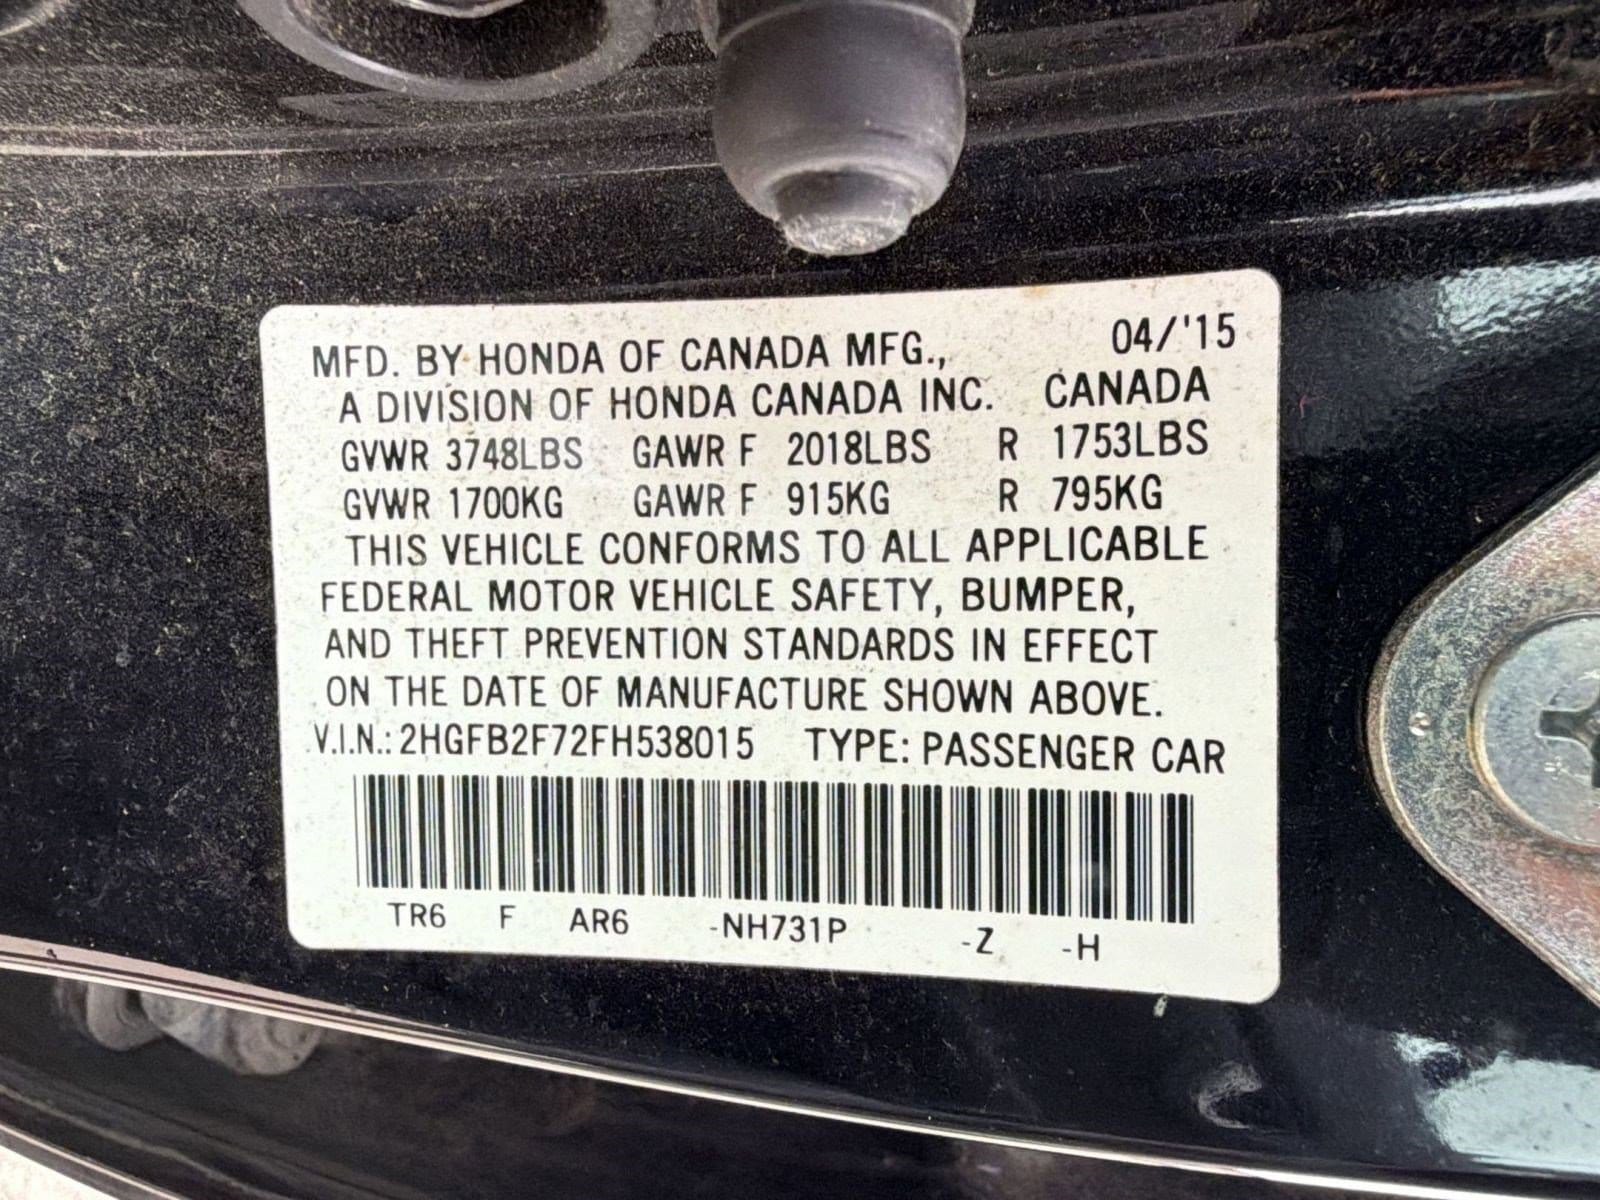 MFD. BY HONDA OF CANADA MFG., 04/'15
A DIVISION OF HONDA CANADA INC. CANADA
GVWR 3748LBS GAWR F 2018LBS R 1753LBS
GVWR 1700KG GAWR F 915KG R 795KG
THIS VEHICLE CONFORMS TO ALL APPLICABLE
FEDERAL MOTOR VEHICLE SAFETY, BUMPER,
AND THEFT PREVENTION STANDARDS IN EFFECT
ON THE DATE OF MANUFACTURE SHOWN ABOVE.
V.I.N.: 2HGFB2F72FH538015 TYPE: PASSENGER CAR
TR6 F AR6 -NH731P -Z -H